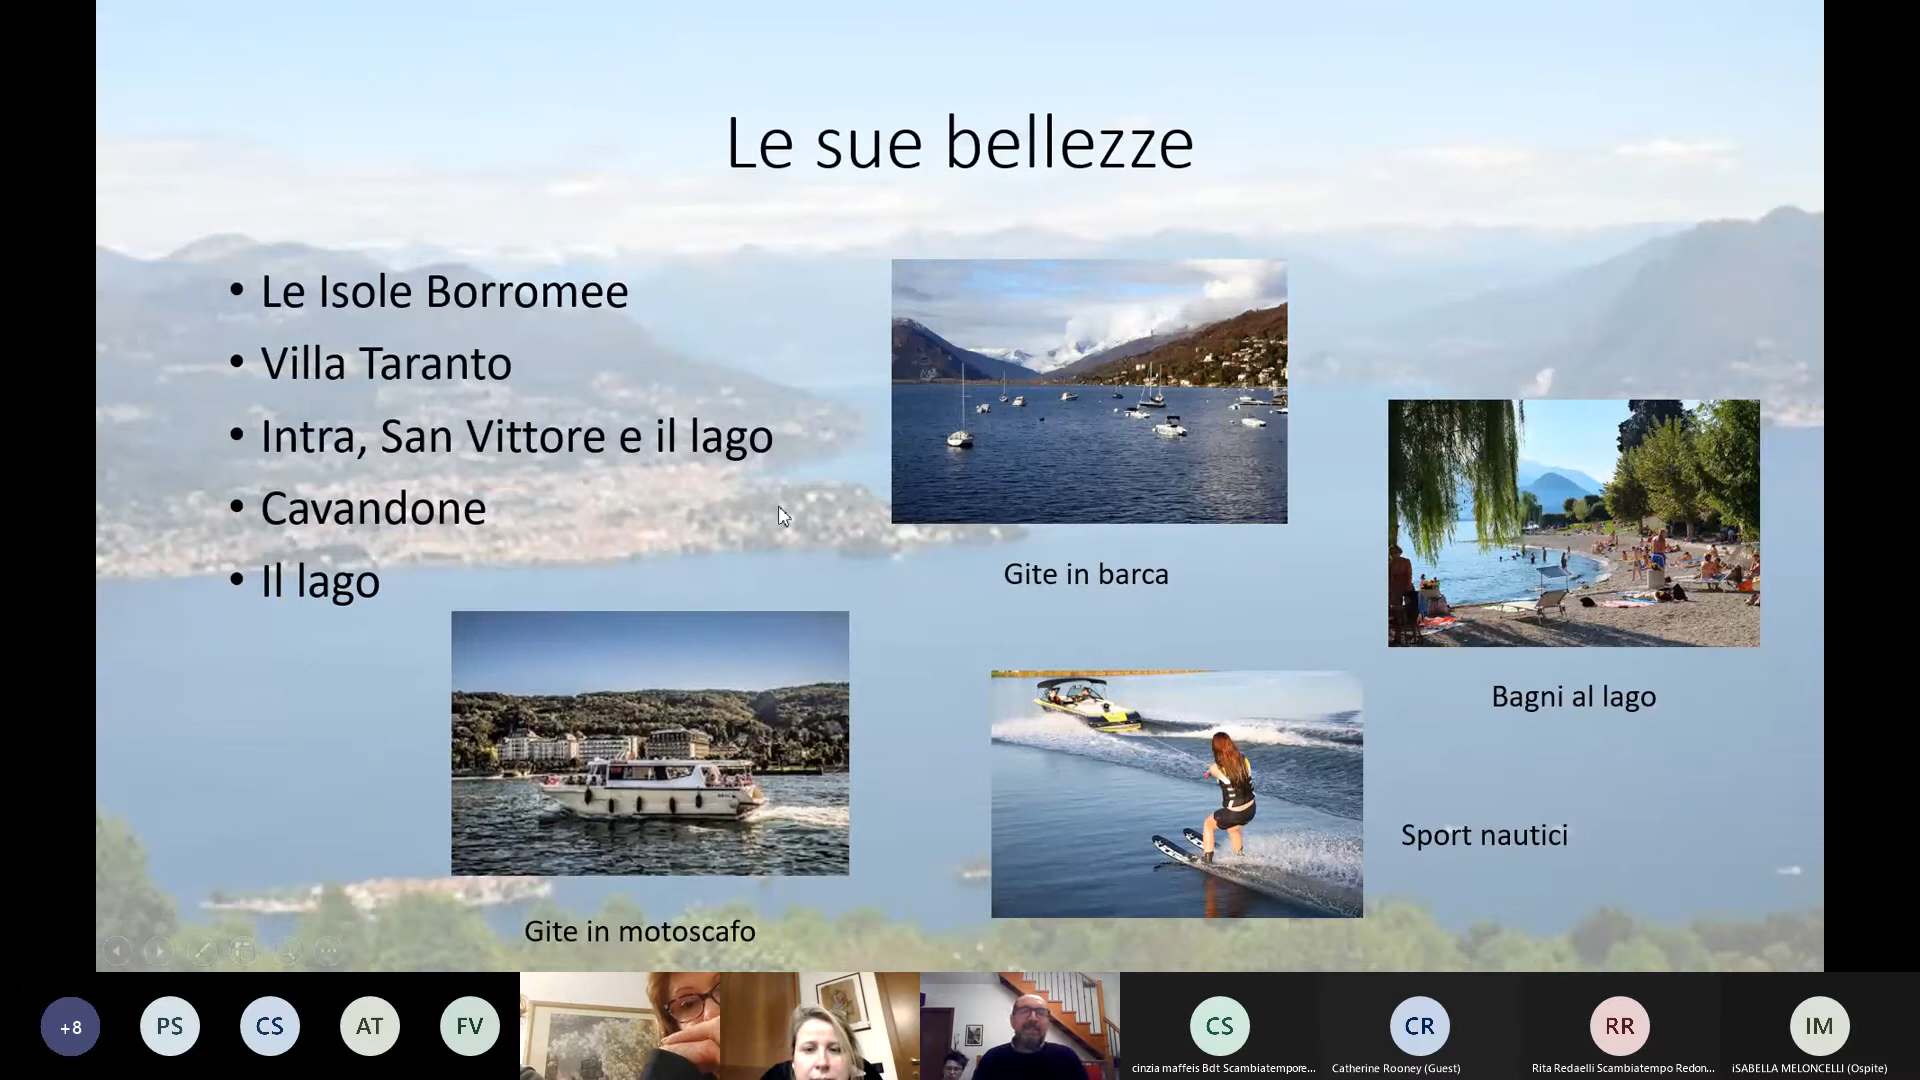 Le sue bellezze
• Le Isole Borromee
• Villa Taranto
• Intra, San Vittore e il lago
• Cavandone
• Il lago
Gite in barca
Bagni al lago
Sport nautici
Gite in motoscafo
+8
PS
CS
AT
FV
CS
cinzia maffeis Bdt Scambiatempore...
CR
Catherine Rooney (Guest)
RR
Rita Redaelli Scambiatempo Redon...
IM
iSABELLA MELONCELLI (Ospite)